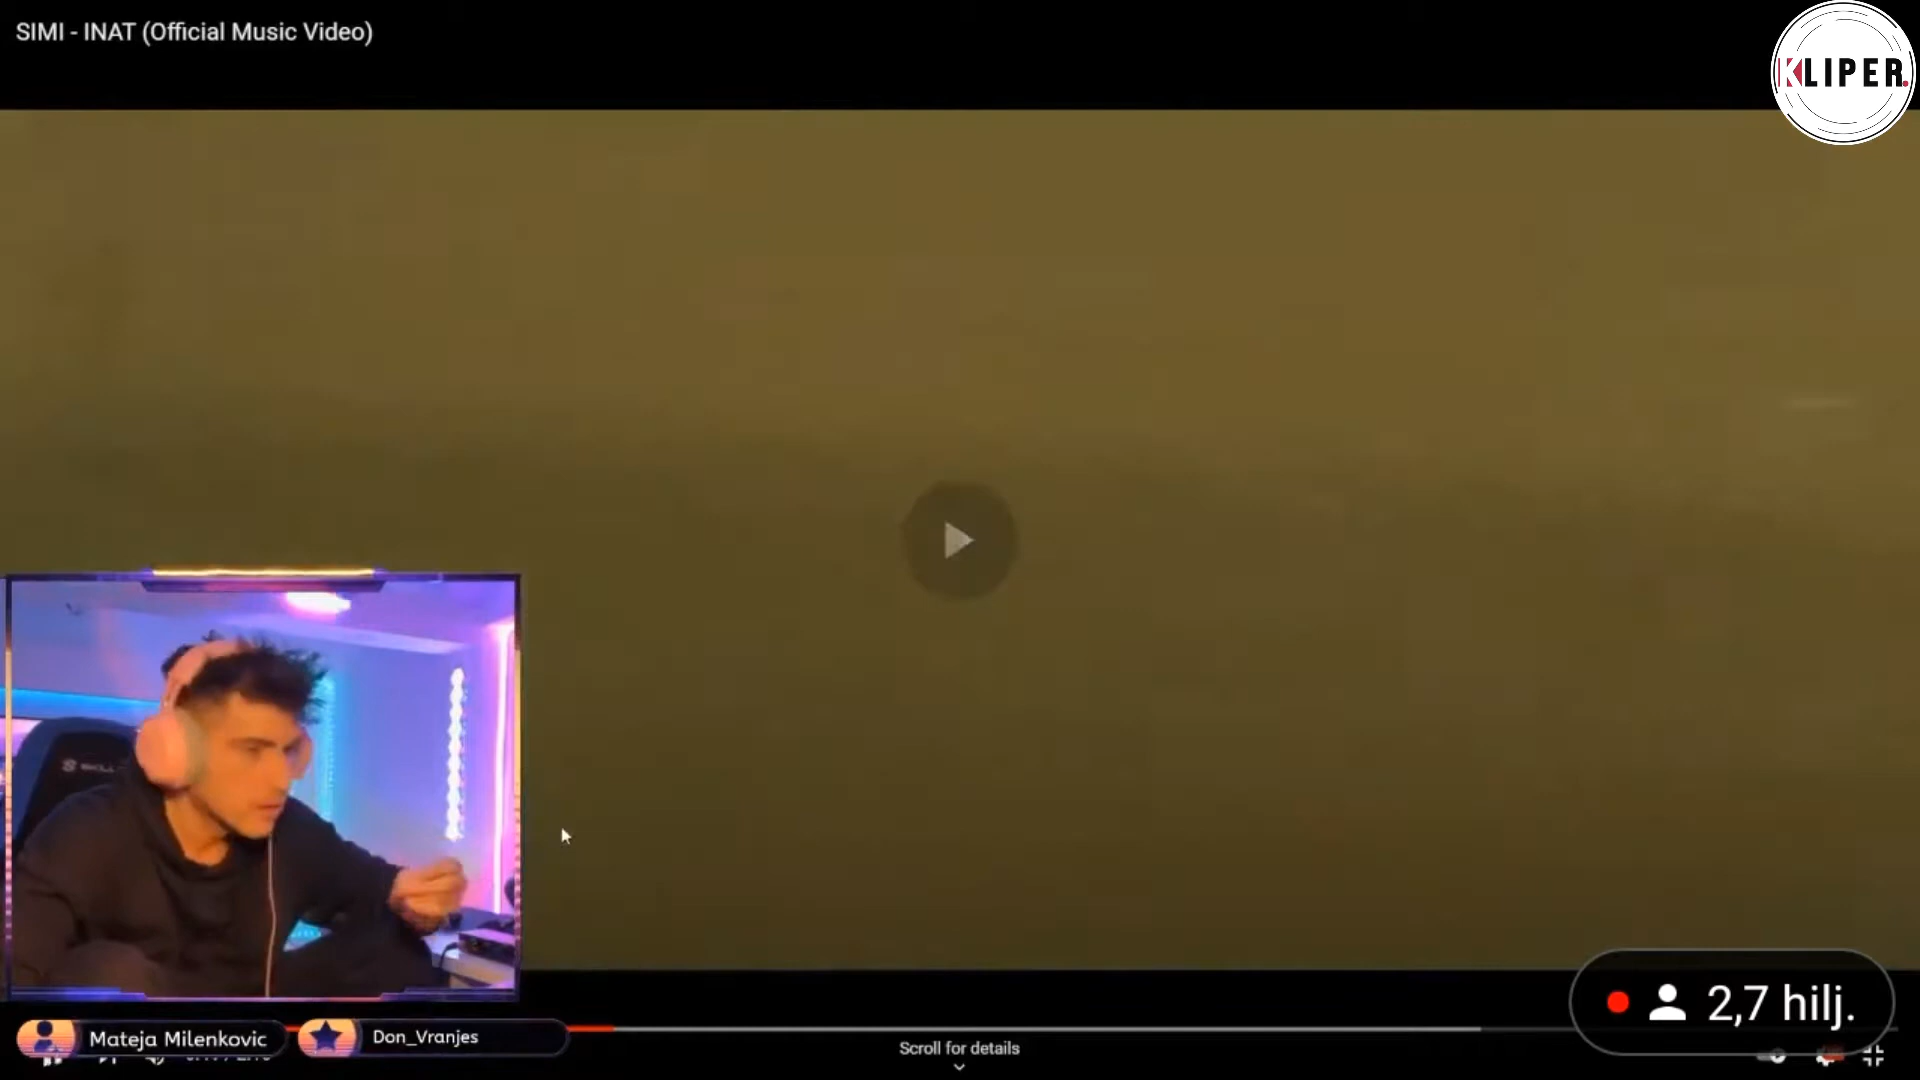 SIMI - INAT (Official Music Video)
KLIPER.
Mateja Milenkovic
Don_Vranjes
Scroll for details
2,7 hilj.